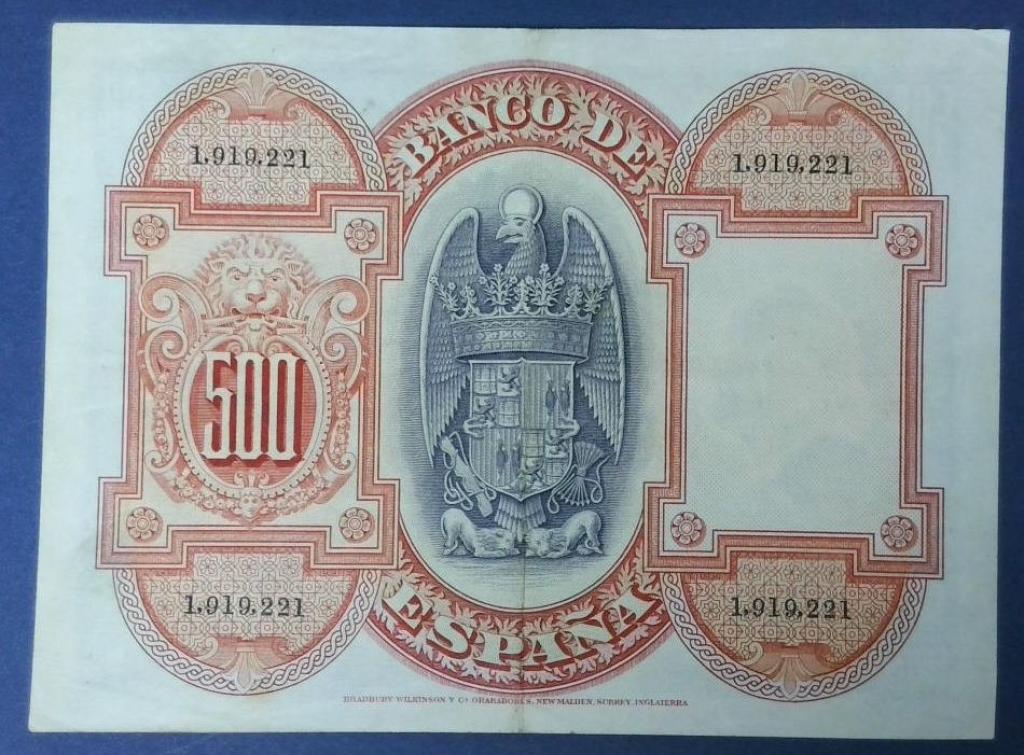 BANCO DE
1.919,221
1.919,221
500
1.919,221
1.919,221
ESPAÑA
BRADBURY WILKINSON Y Cº GRABADORES, NEW MALDEN, SURREY, INGLATERRA